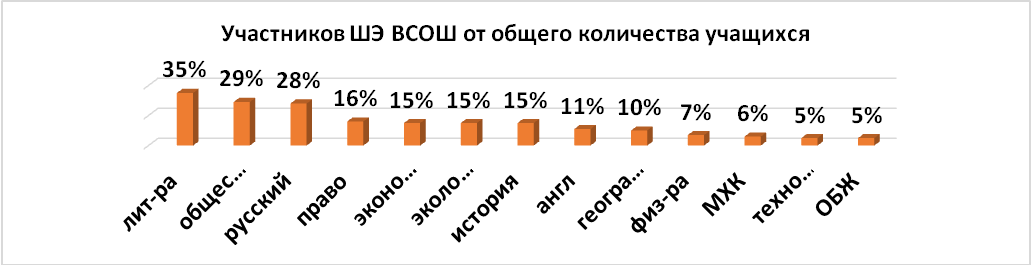 Участников ШЭ ВСОШ от общего количества учащихся
35% 29% 28% 16% 15% 15% 15% 11% 10% 7% 6% 5% 5%
лит-ра общес... русский право эконо... эколо... история англ геогра... физ-ра МХК техно... ОБЖ